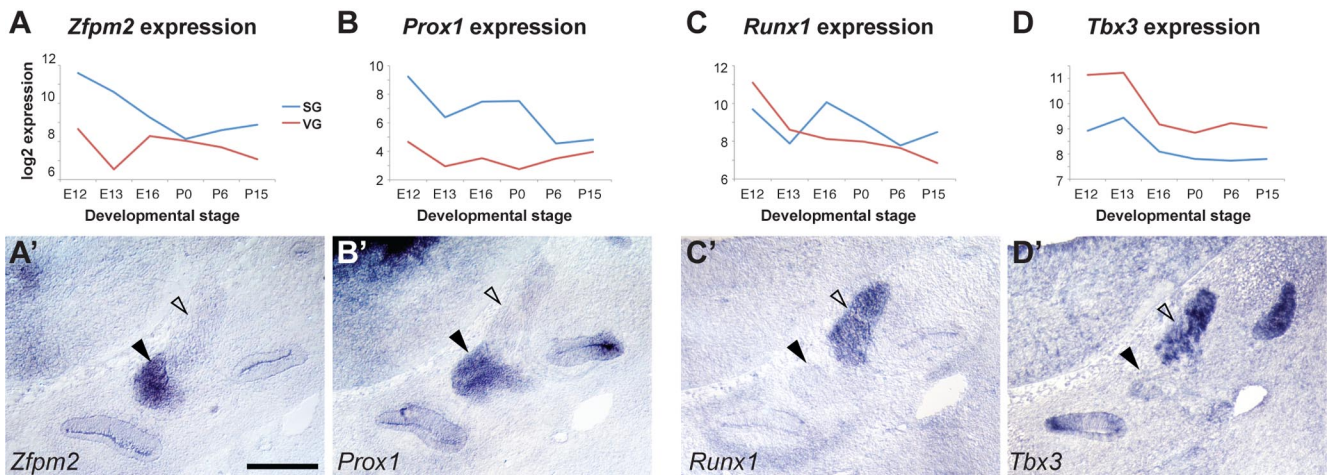 A Zfpm2 expression
B Prox1 expression
C Runx1 expression
D Tbx3 expression
log2 expression
12
10
8
6
E12 E13 E16 P0 P6 P15
Developmental stage
SG
VG
10
8
6
4
2
E12 E13 E16 P0 P6 P15
Developmental stage
12
10
8
6
E12 E13 E16 P0 P6 P15
Developmental stage
11
10
9
8
7
E12 E13 E16 P0 P6 P15
Developmental stage
A’
Zfpm2
B’
Prox1
C’
Runx1
D’
Tbx3